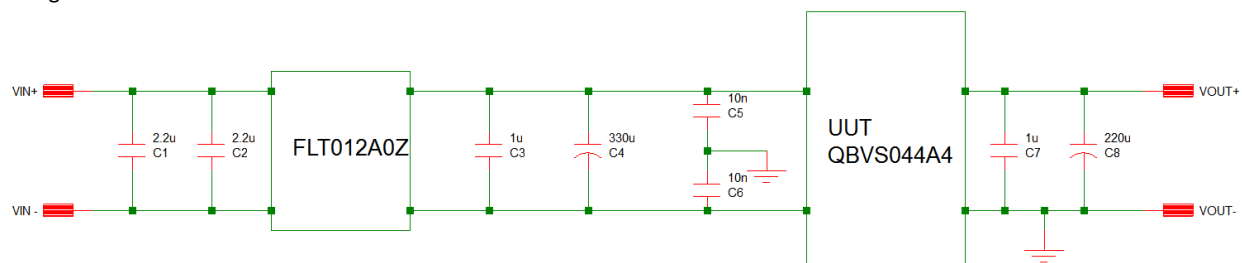 VIN+
VIN -
2.2u
C1
2.2u
C2
FLT012A0Z
1u
C3
330u
C4
10n
C5
10n
C6
UUT
QBVS044A4
1u
C7
220u
C8
VOUT+
VOUT-